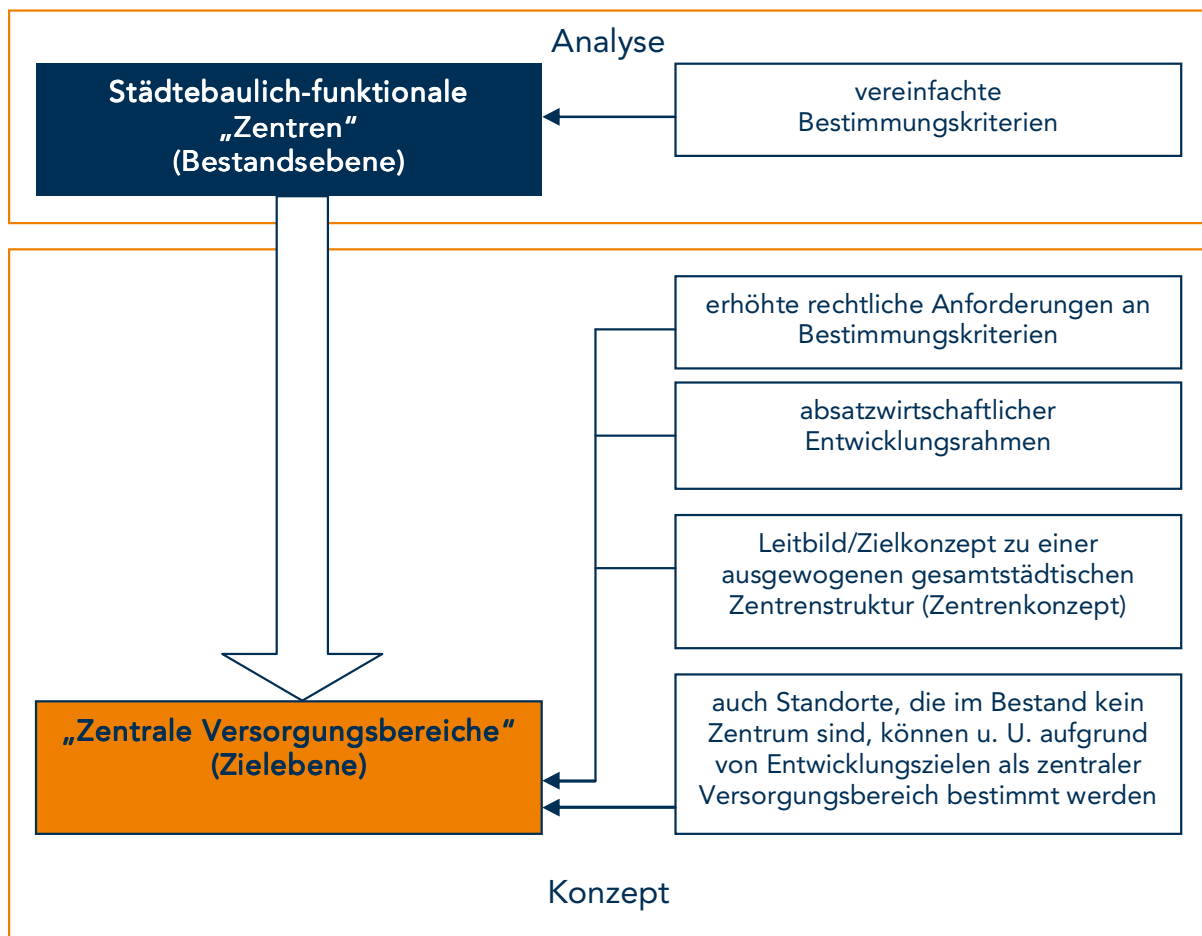 Analyse
Städtebaulich-funktionale
„Zentren“
(Bestandsebene)
vereinfachte
Bestimmungskriterien
erhöhte rechtliche Anforderungen an
Bestimmungskriterien
absatzwirtschaftlicher
Entwicklungsrahmen
Leitbild/Zielkonzept zu einer
ausgewogenen gesamtstädtischen
Zentrenstruktur (Zentrenkonzept)
„Zentrale Versorgungsbereiche“
(Zielebene)
auch Standorte, die im Bestand kein
Zentrum sind, können u. U. aufgrund
von Entwicklungszielen als zentraler
Versorgungsbereich bestimmt werden
Konzept